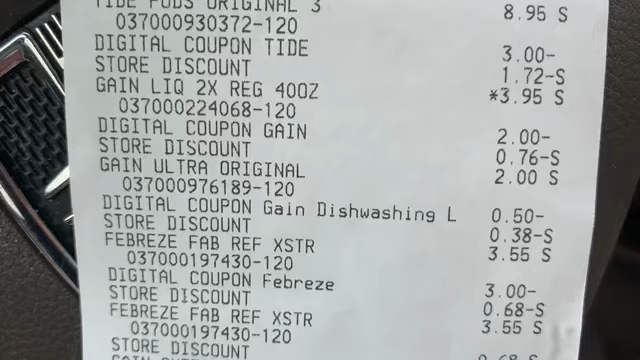 TIDE PODS ORIGINAL 3 8.95 S
037000930372-120
DIGITAL COUPON TIDE 3.00-
STORE DISCOUNT 1.72-S
GAIN LIQ 2X REG 40OZ *3.95 S
037000224068-120
DIGITAL COUPON GAIN 2.00-
STORE DISCOUNT 0.76-S
GAIN ULTRA ORIGINAL 2.00 S
037000976189-120
DIGITAL COUPON Gain Dishwashing L 0.50-
STORE DISCOUNT 0.38-S
FEBREZE FAB REF XSTR 3.55 S
037000197430-120
DIGITAL COUPON Febreze 3.00-
STORE DISCOUNT 0.68-S
FEBREZE FAB REF XSTR 3.55 S
037000197430-120
STORE DISCOUNT 0.68-S